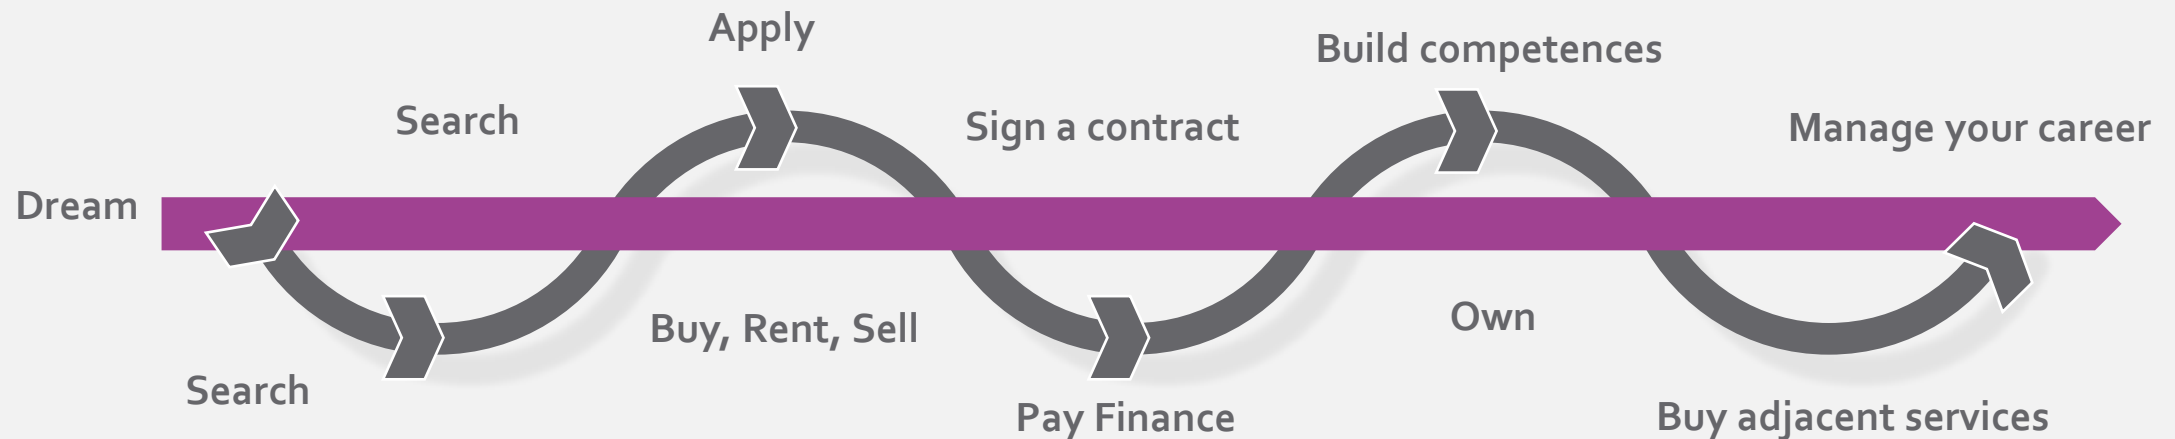 Apply
Build competences
Search
Sign a contract
Manage your career
Dream
Buy, Rent, Sell
Own
Search
Pay Finance
Buy adjacent services